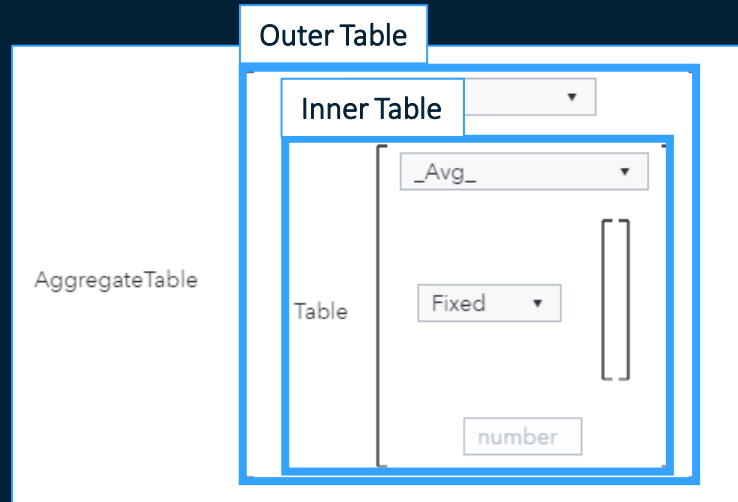 Outer Table
Inner Table
_Avg_
AggregateTable
Table
Fixed
number